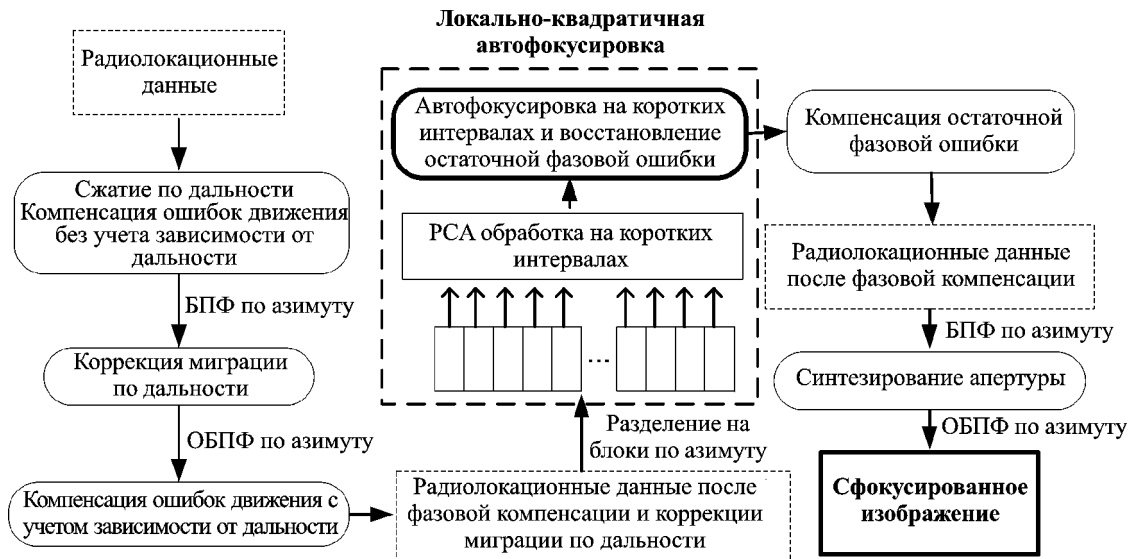 Радиолокационные
данные
Сжатие по дальности
Компенсация ошибок движения
без учета зависимости от
дальности
БПФ по азимуту
Коррекция миграции
по дальности
ОБПФ по азимуту
Компенсация ошибок движения с
учетом зависимости от дальности
Радиолокационные данные после
фазовой компенсации и коррекции
миграции по дальности
Разделение на
блоки по азимуту
Локально-квадратичная
автофокусировка
...
РСА обработка на коротких
интервалах
Автофокусировка на коротких
интервалах и восстановление
остаточной фазовой ошибки
Компенсация остаточной
фазовой ошибки
Радиолокационные данные
после фазовой компенсации
БПФ по азимуту
Синтезирование апертуры
ОБПФ по азимуту
Сфокусированное
изображение